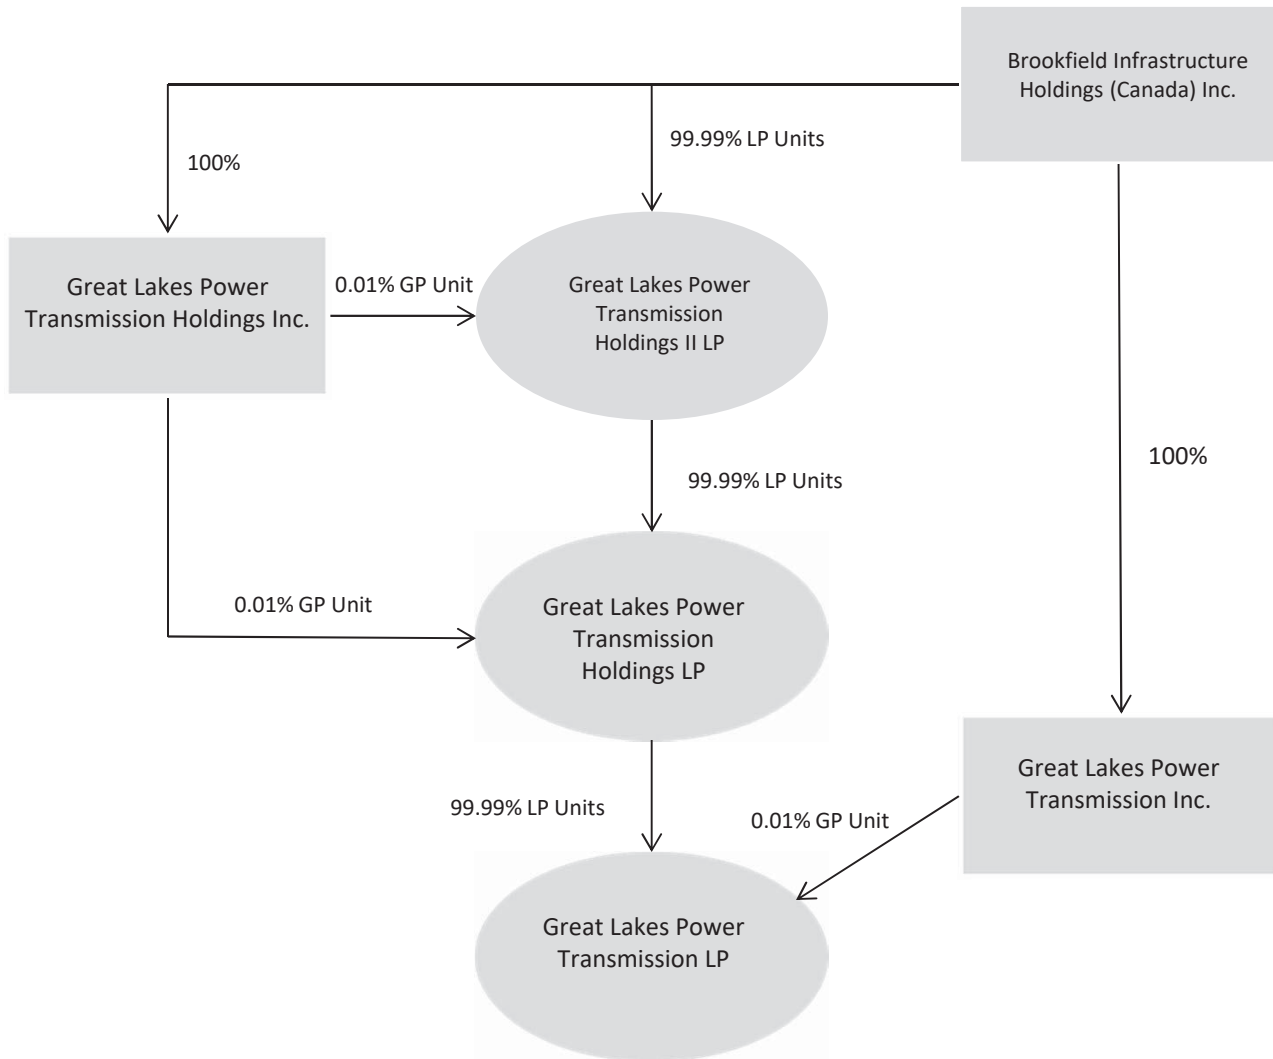 Brookfield Infrastructure
Holdings (Canada) Inc.
99.99% LP Units
100%
Great Lakes Power
Transmission Holdings Inc.
0.01% GP Unit
Great Lakes Power
Transmission
Holdings II LP
100%
99.99% LP Units
0.01% GP Unit
Great Lakes Power
Transmission
Holdings LP
Great Lakes Power
Transmission Inc.
99.99% LP Units
0.01% GP Unit
Great Lakes Power
Transmission LP